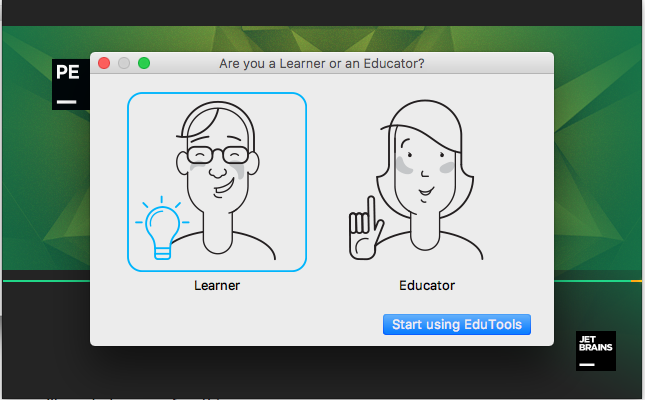 Are you a Learner or an Educator?
PE
Learner
Educator
Start using EduTools
JET
BRAINS